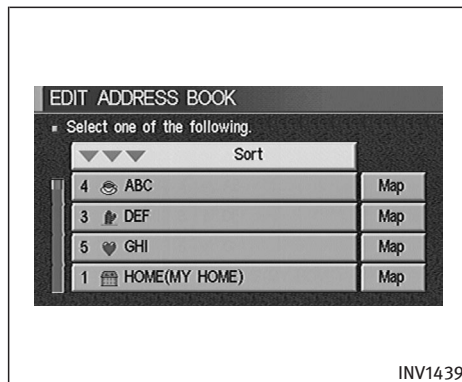 EDIT ADDRESS BOOK
Select one of the following.
Sort
4 ABC Map
3 DEF Map
5 GHI Map
1 HOME(MY HOME) Map
INV1439